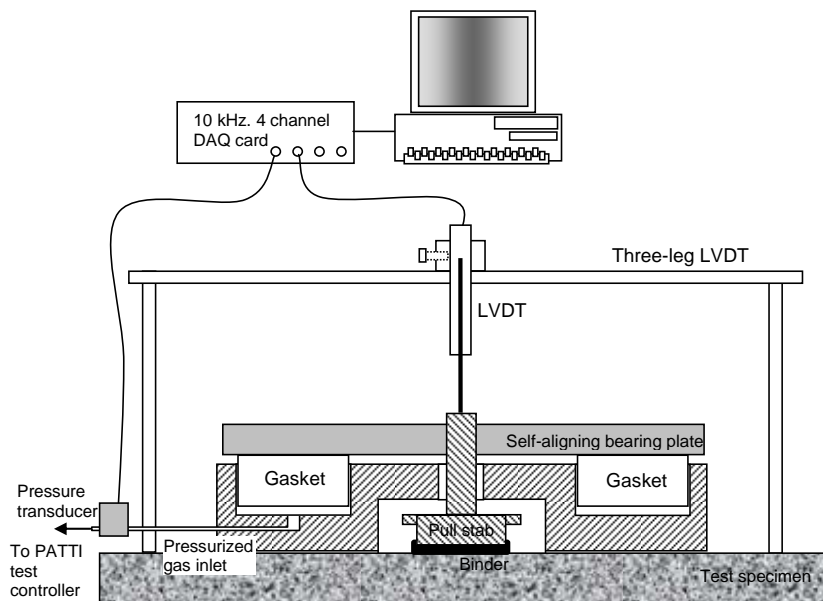 10 kHz. 4 channel
DAQ card
Three-leg LVDT
LVDT
Self-aligning bearing plate
Gasket
Gasket
Pressure
transducer
Pull stab
Pressurized
gas inlet
To PATTI
test
controller
Binder
Test specimen